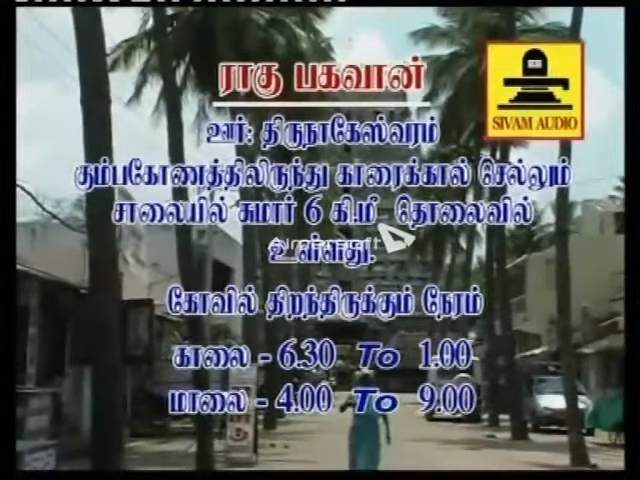 ராகு பகவான்
SIVAM AUDIO
ஊர்: திருநாகேஸ்வரம்
கும்பகோணத்திலிருந்து காரைக்கால் செல்லும்
சாலையில் சுமார் 6 கி.மீ தொலைவில்
உள்ளது.
கோவில் திறந்திருக்கும் நேரம்
காலை - 6.30 To 1.00
மாலை - 4.00 To 9.00